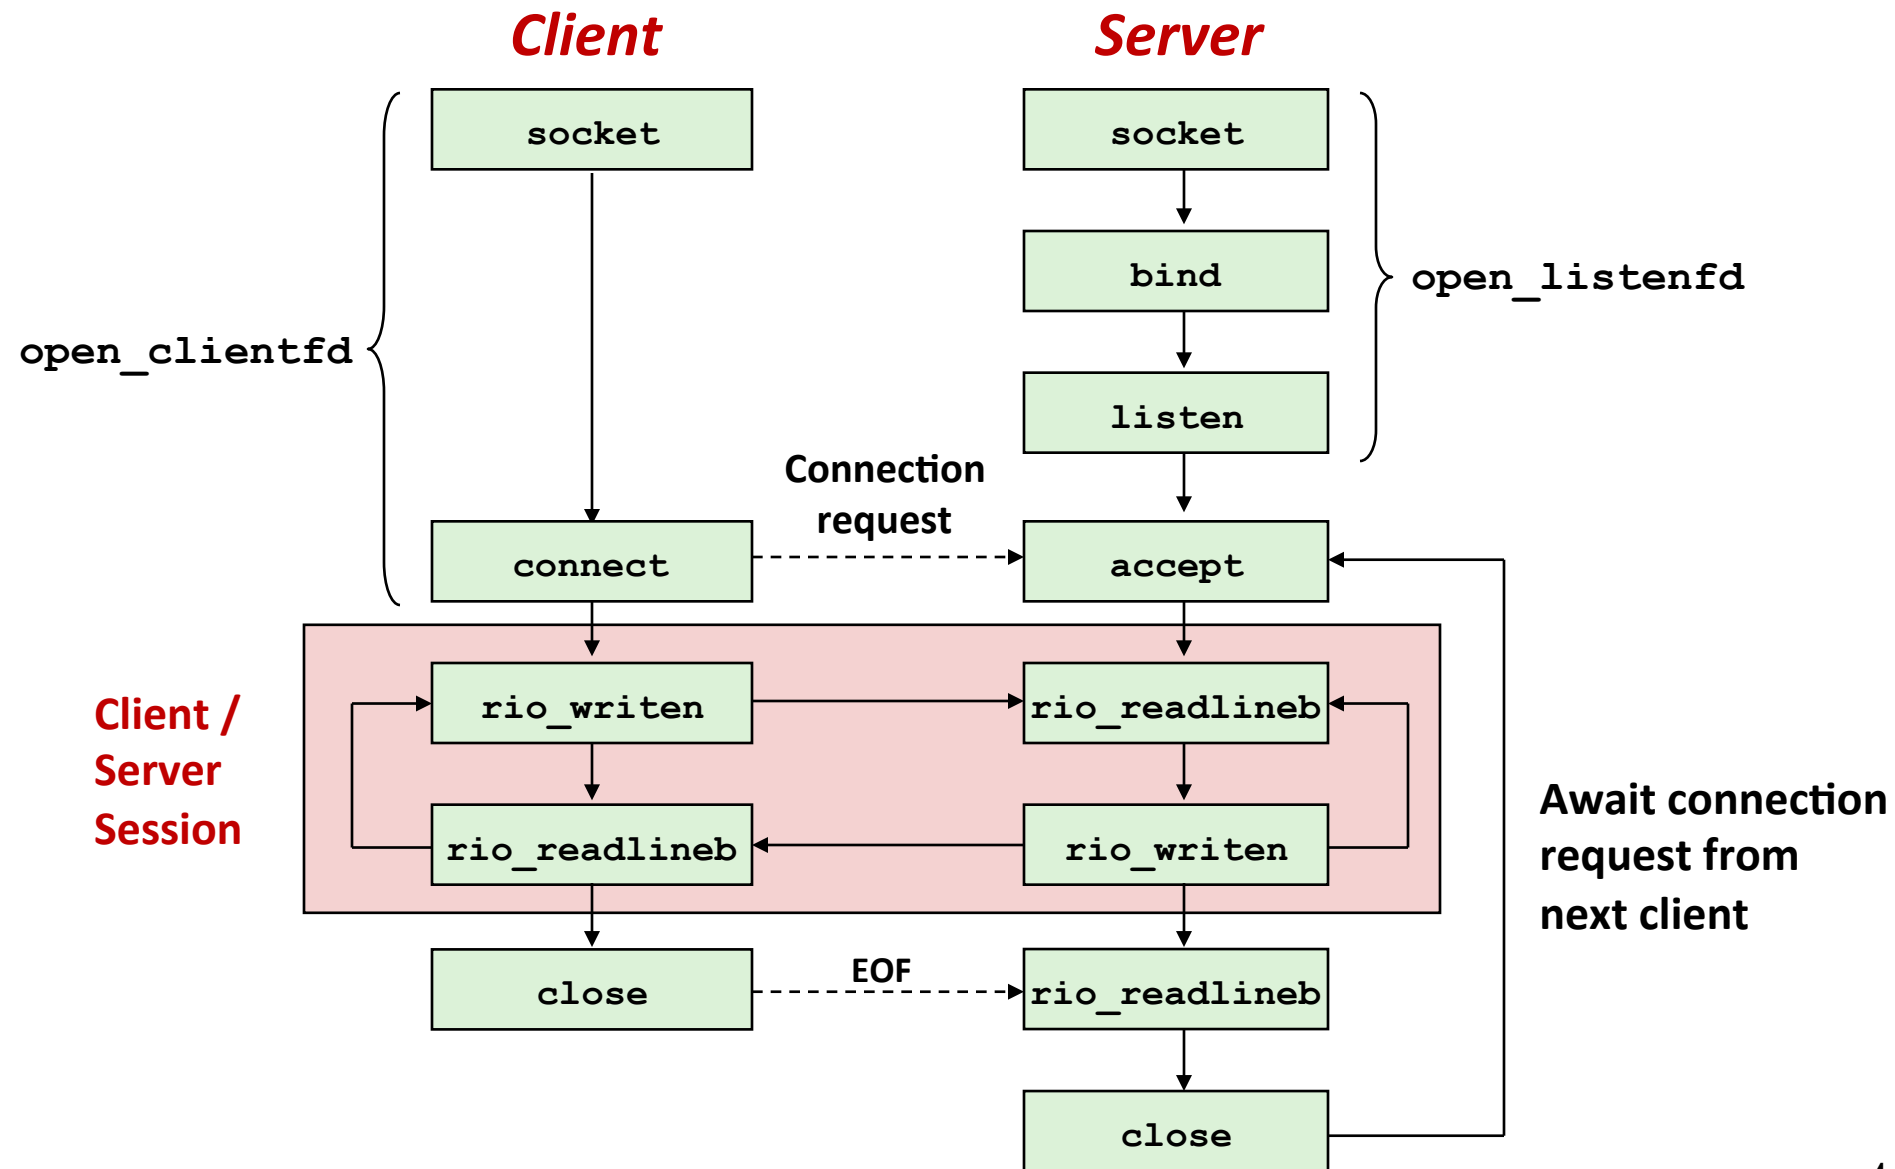 Client
Server
socket
socket
bind
open_listenfd
open_clientfd
listen
Connection
request
connect
accept
Client /
Server
Session
rio_writen
rio_readlineb
rio_readlineb
rio_writen
Await connection
request from
next client
close
EOF
rio_readlineb
close